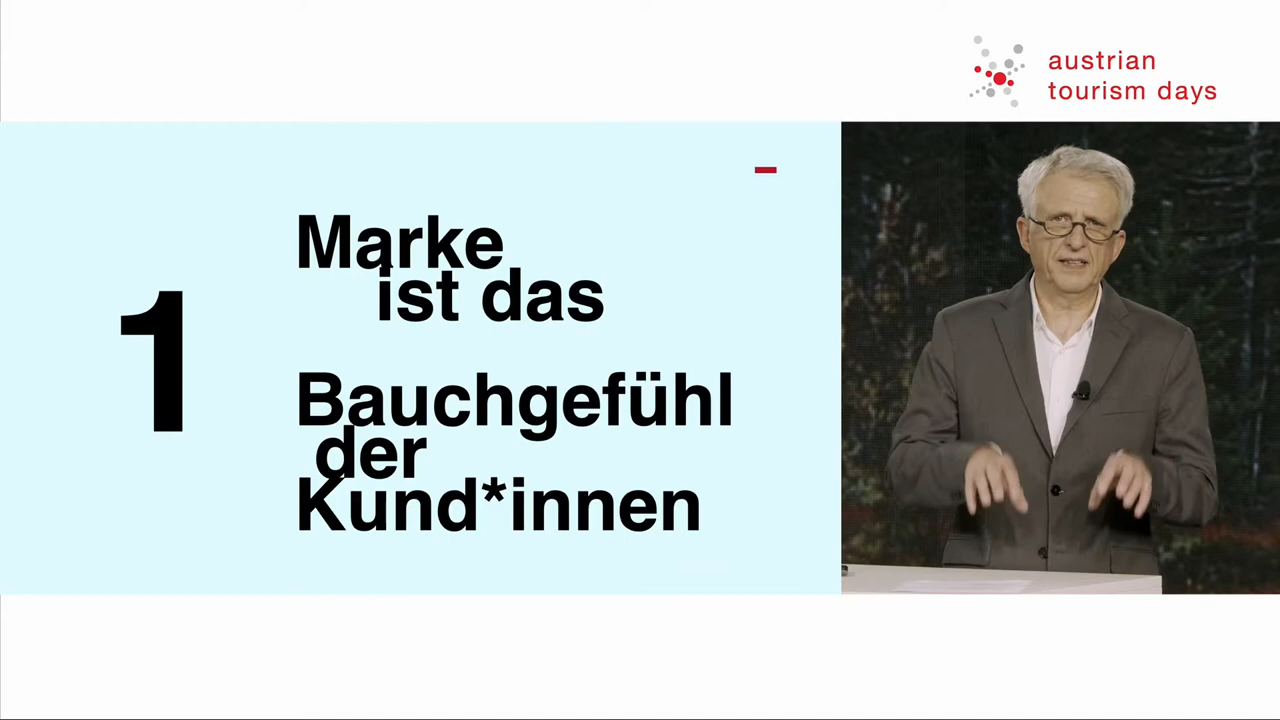 austrian
tourism days
1
Marke
ist das
Bauchgefühl
der
Kund*innen